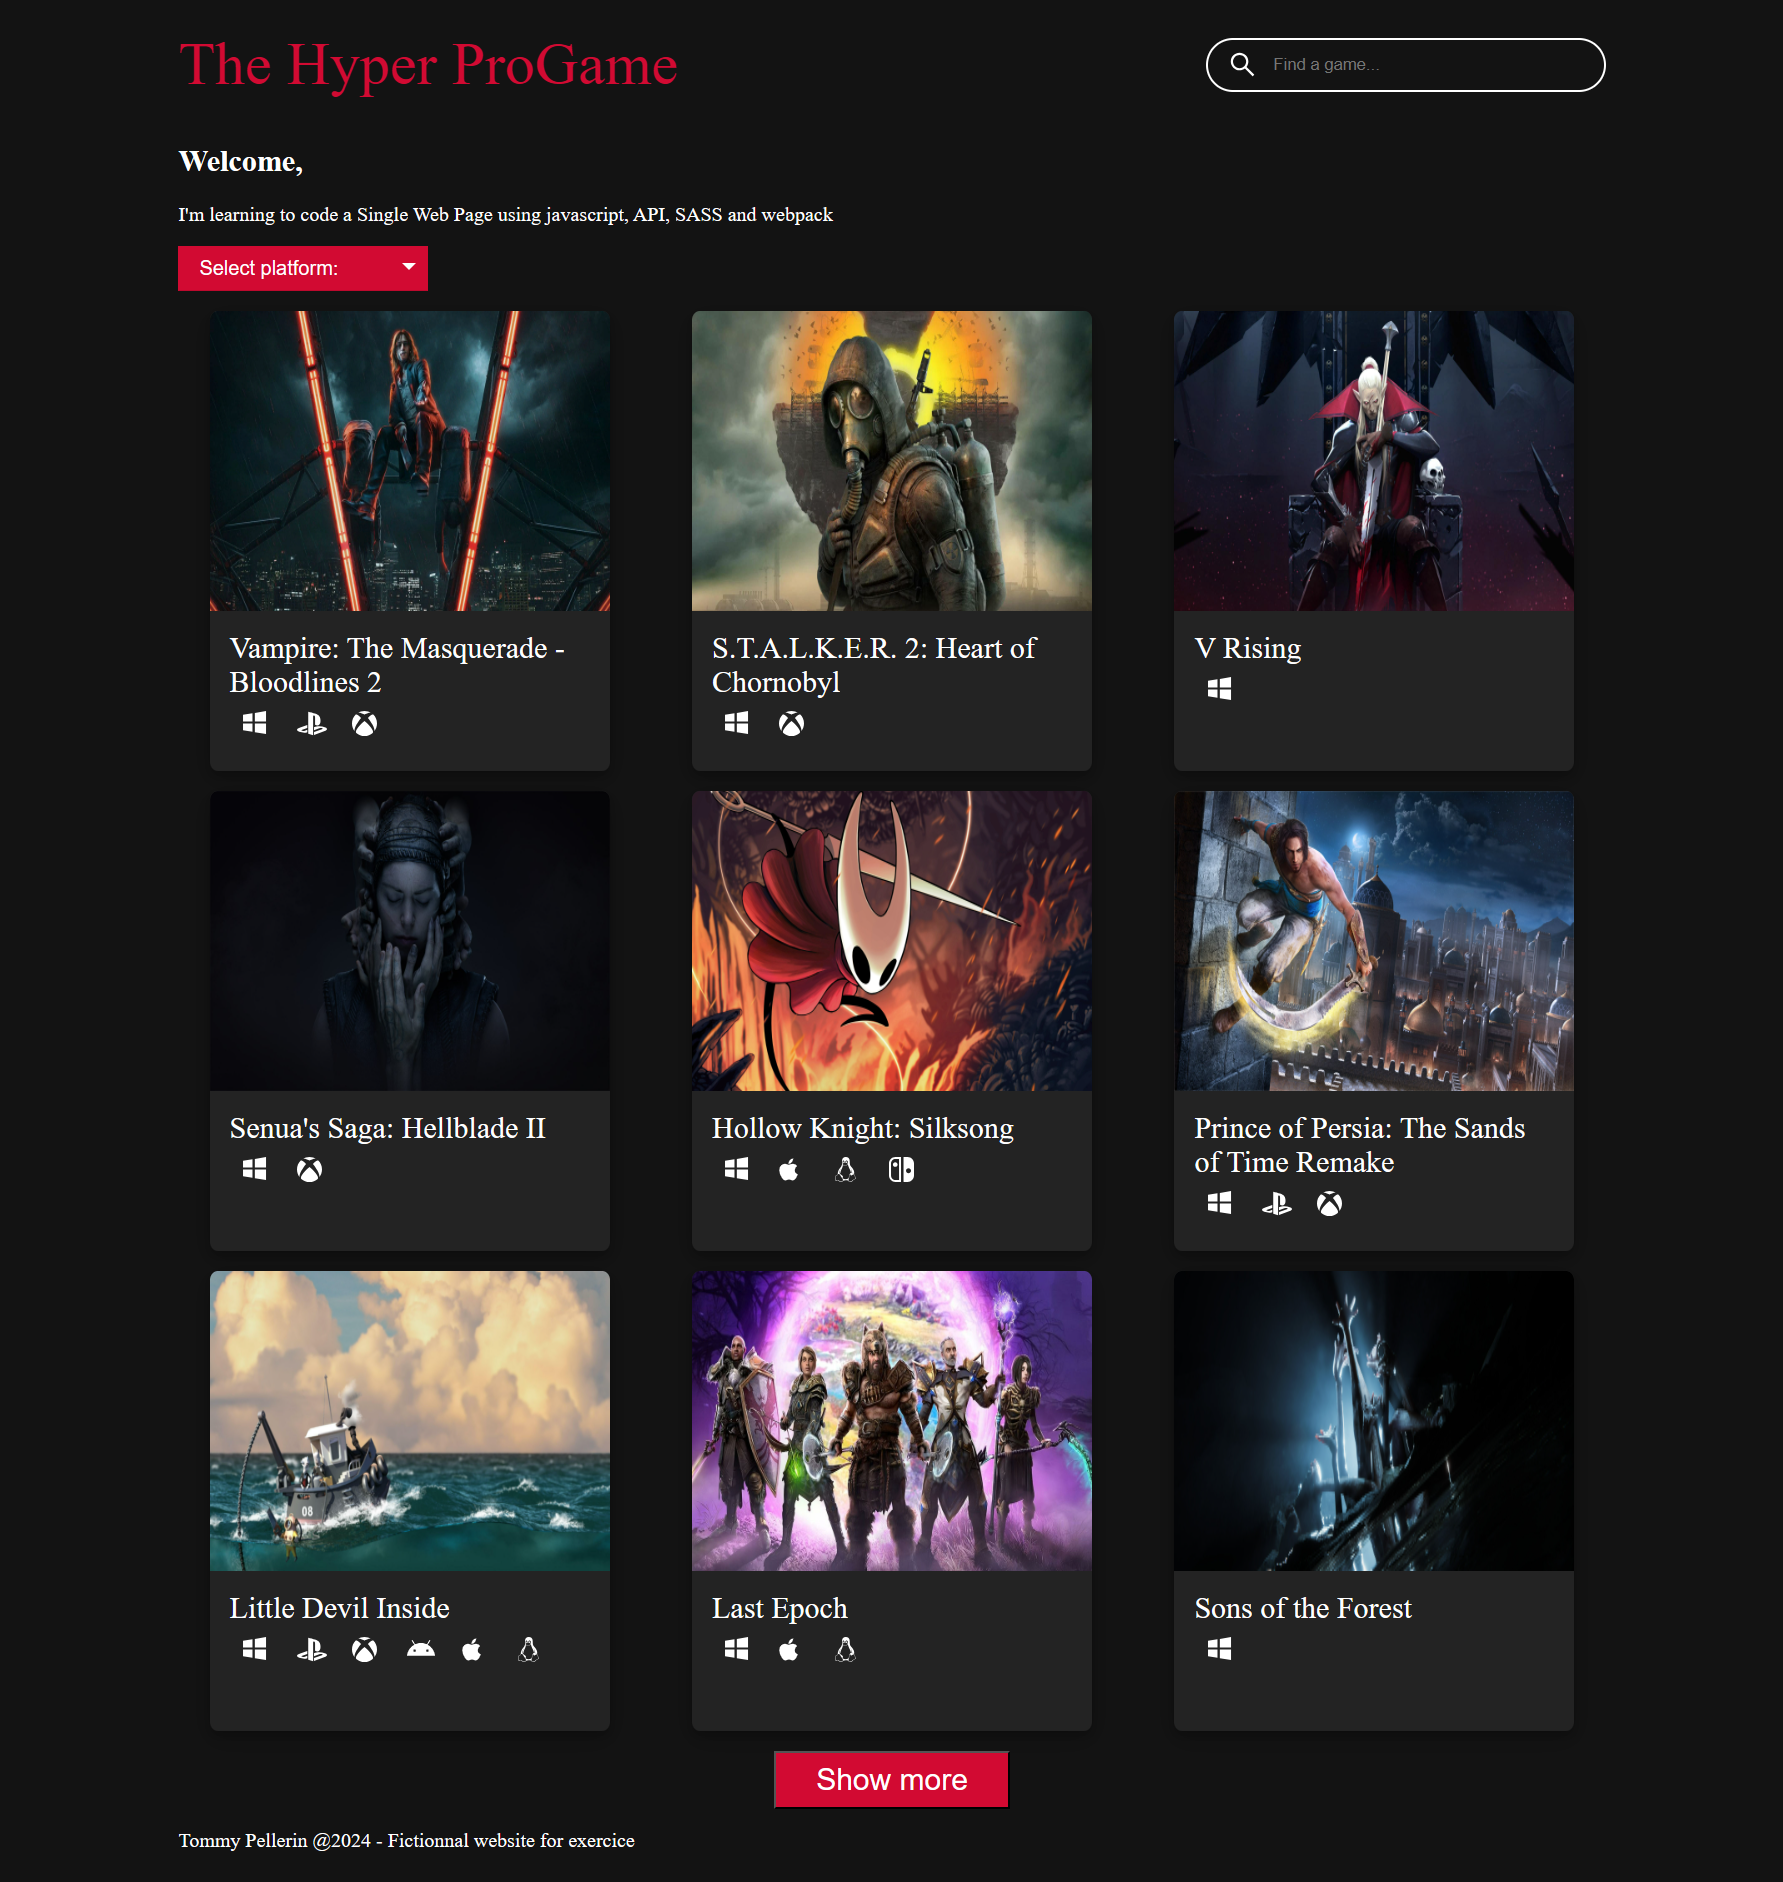 The Hyper ProGame
Find a game...
Welcome,
I'm learning to code a Single Web Page using javascript, API, SASS and webpack
Select platform:
Vampire: The Masquerade -
Bloodlines 2
S.T.A.L.K.E.R. 2: Heart of
Chornobyl
V Rising
Senua's Saga: Hellblade II
Hollow Knight: Silksong
Prince of Persia: The Sands
of Time Remake
08
Little Devil Inside
Last Epoch
Sons of the Forest
Show more
Tommy Pellerin @2024 - Fictionnal website for exercice